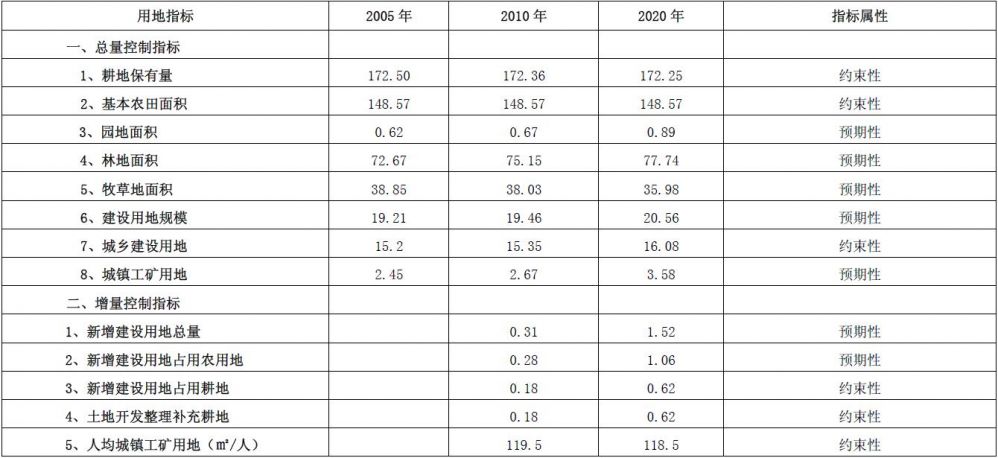 用地指标 2005 年 2010 年 2020 年 指标属性
一、总量控制指标
1、耕地保有量 172.50 172.36 172.25 约束性
2、基本农田面积 148.57 148.57 148.57 约束性
3、园地面积 0.62 0.67 0.89 预期性
4、林地面积 72.67 75.15 77.74 预期性
5、牧草地面积 38.85 38.03 35.98 预期性
6、建设用地规模 19.21 19.46 20.56 预期性
7、城乡建设用地 15.2 15.35 16.08 约束性
8、城镇工矿用地 2.45 2.67 3.58 预期性
二、增量控制指标
1、新增建设用地总量 0.31 1.52 预期性
2、新增建设用地占用农用地 0.28 1.06 预期性
3、新增建设用地占用耕地 0.18 0.62 约束性
4、土地开发整理补充耕地 0.18 0.62 约束性
5、人均城镇工矿用地（㎡/人） 119.5 118.5 约束性